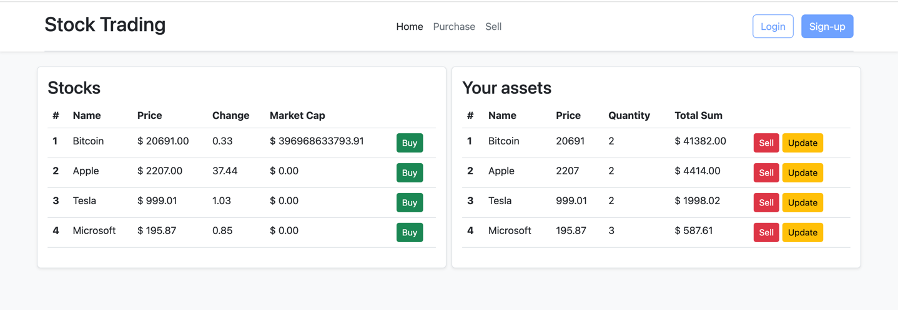 Stock Trading
Home Purchase Sell
Login Sign-up
Stocks
# Name Price Change Market Cap
1 Bitcoin $ 20691.00 0.33 $ 396968633793.91 Buy
2 Apple $ 2207.00 37.44 $ 0.00 Buy
3 Tesla $ 999.01 1.03 $ 0.00 Buy
4 Microsoft $ 195.87 0.85 $ 0.00 Buy
Your assets
# Name Price Quantity Total Sum
1 Bitcoin 20691 2 $ 41382.00 Sell Update
2 Apple 2207 2 $ 4414.00 Sell Update
3 Tesla 999.01 2 $ 1998.02 Sell Update
4 Microsoft 195.87 3 $ 587.61 Sell Update